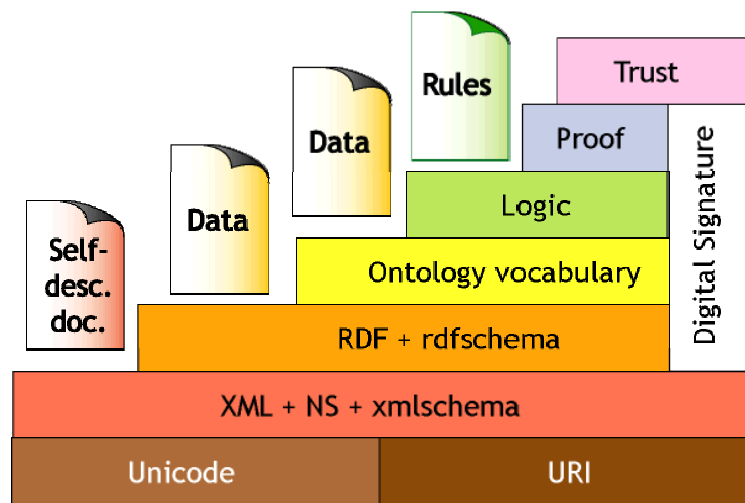 Rules
Trust
Data
Proof
Data
Logic
Self-
desc.
doc.
Ontology vocabulary
Digital Signature
RDF + rdfschema
XML + NS + xmlschema
Unicode
URI